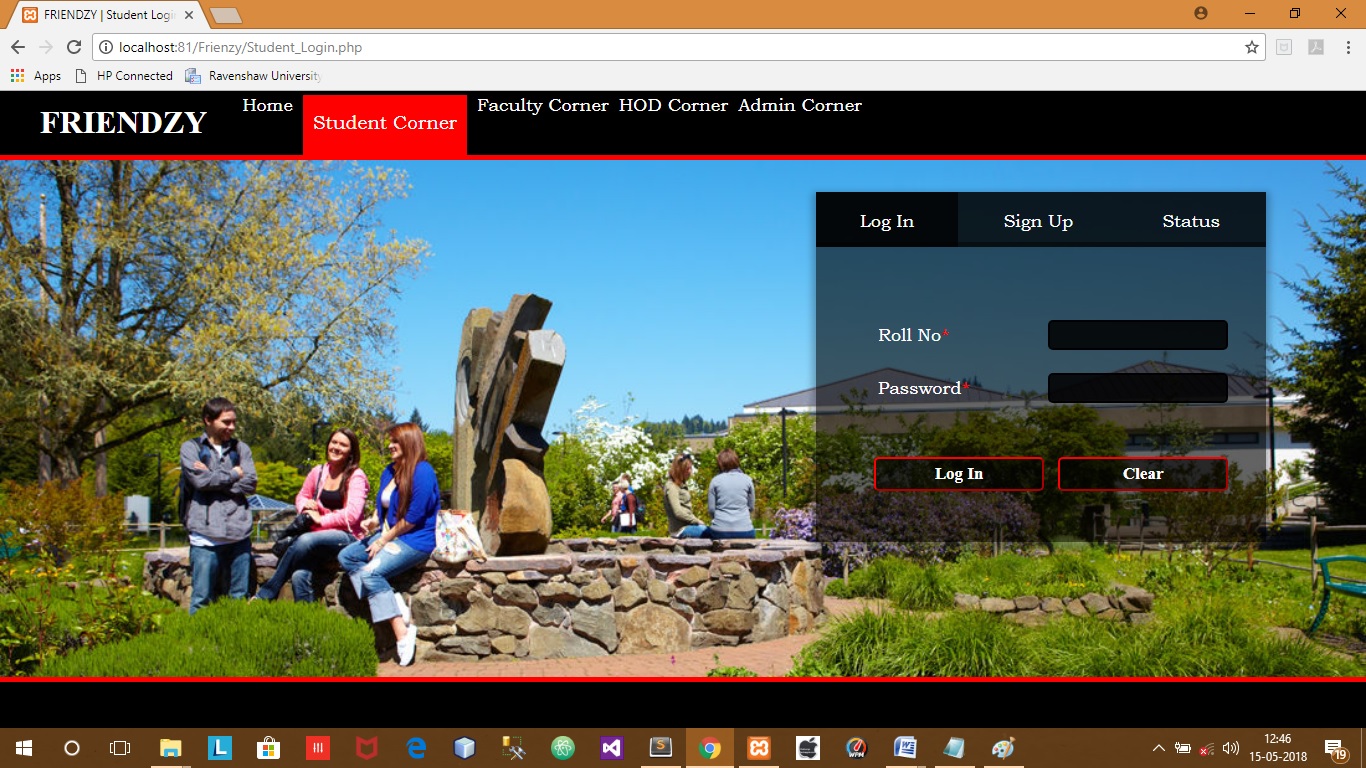 FRIENDZY | Student Logi
localhost:81/Frienzy/Student_Login.php
Apps HP Connected Ravenshaw University
FRIENDZY Home Student Corner Faculty Corner HOD Corner Admin Corner
Log In Sign Up Status
Roll No*
Password*
Log In Clear
L W WPM W 12:46
15-05-2018 19